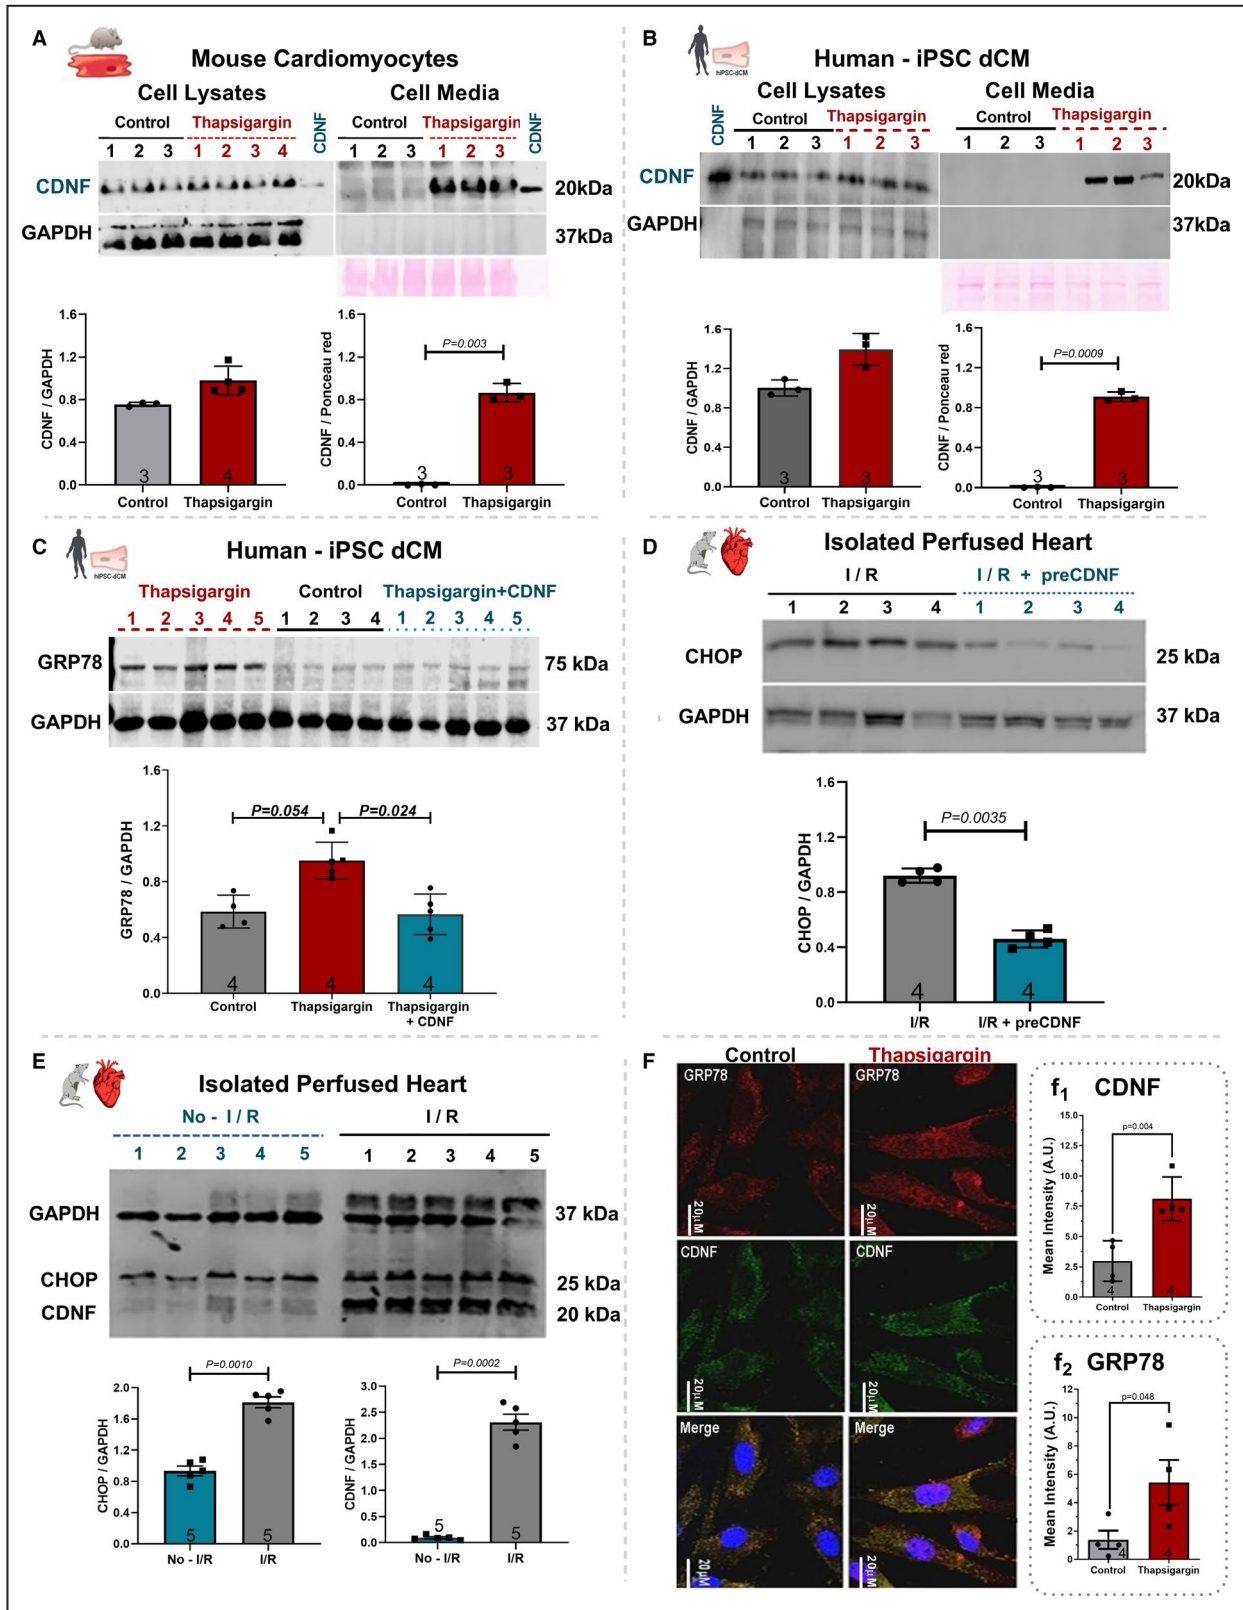 A
Mouse Cardiomyocytes
Cell Lysates
Cell Media
Control
Thapsigargin
CDNF
Control
Thapsigargin
CDNF
1 2 3 1 2 3 4
1 2 3 1 2 3
CDNF
20kDa
GAPDH
37kDa
1.6
1.2
0.8
0.4
0.0
CDNF / GAPDH
3
4
Control
Thapsigargin
1.6
1.2
0.8
0.4
0.0
CDNF / Ponceau red
P=0.003
3
3
Control
Thapsigargin
B
hiPSC-dCM
Human - iPSC dCM
Cell Lysates
Cell Media
CDNF
Control
Thapsigargin
Control
Thapsigargin
1 2 3 1 2 3
1 2 3 1 2 3
CDNF
20kDa
GAPDH
37kDa
1.6
1.2
0.8
0.4
0.0
CDNF / GAPDH
3
3
Control
Thapsigargin
1.6
1.2
0.8
0.4
0.0
CDNF / Ponceau red
P=0.0009
3
3
Control
Thapsigargin
C
hiPSC-dCM
Human - iPSC dCM
Thapsigargin
Control
Thapsigargin+CDNF
1 2 3 4 5 1 2 3 4 1 2 3 4 5
GRP78
75 kDa
GAPDH
37 kDa
1.6
1.2
0.8
0.4
0.0
GRP78 / GAPDH
P=0.054
P=0.024
4
4
4
Control
Thapsigargin
Thapsigargin
+ CDNF
D
Isolated Perfused Heart
I / R
I / R + preCDNF
1 2 3 4 1 2 3 4
CHOP
25 kDa
GAPDH
37 kDa
1.6
1.2
0.8
0.4
0.0
CHOP / GAPDH
P=0.0035
4
4
I/R
I/R + preCDNF
E
Isolated Perfused Heart
No - I / R
I / R
1 2 3 4 5 1 2 3 4 5
GAPDH
37 kDa
CHOP
25 kDa
CDNF
20 kDa
2.0
1.6
1.2
0.8
0.4
0.0
CHOP / GAPDH
P=0.0010
5
5
No - I/R
I/R
3.0
2.5
2.0
1.5
1.0
0.5
0.0
CDNF / GAPDH
P=0.0002
5
5
No - I/R
I/R
F
Control
Thapsigargin
GRP78
GRP78
20µM
20µM
CDNF
CDNF
20µM
20µM
Merge
Merge
20µM
20µM
f1 CDNF
15.0
12.5
10.0
7.5
5.0
2.5
0.0
Mean Intensity (A.U.)
p=0.004
4
4
Control
Thapsigargin
f2 GRP78
12
10
8
6
4
2
0
Mean Intensity (A.U.)
p=0.048
4
4
Control
Thapsigargin